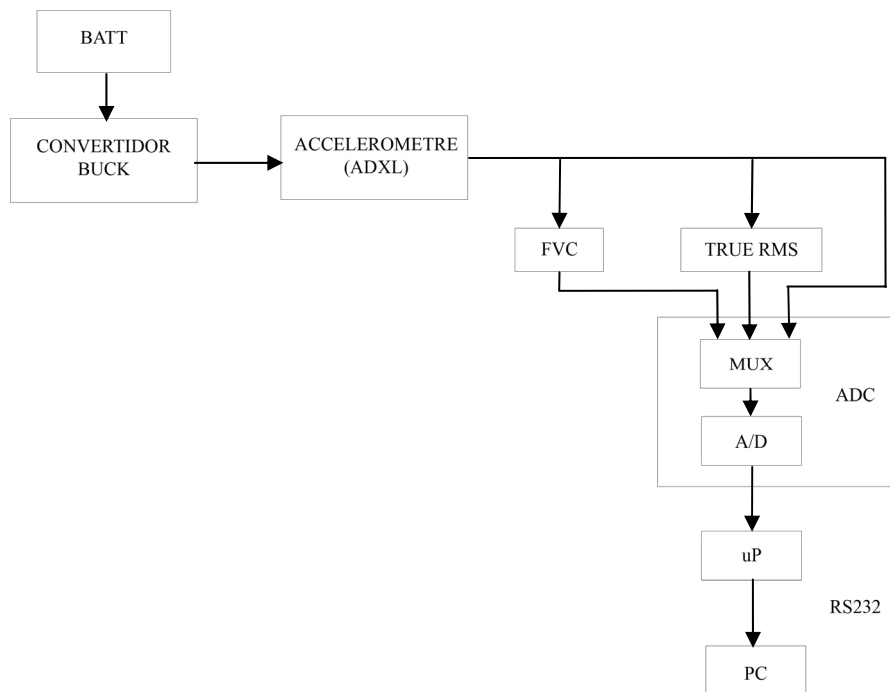 BATT
CONVERTIDOR
BUCK
ACCELEROMETRE
(ADXL)
FVC
TRUE RMS
MUX
ADC
A/D
uP
RS232
PC